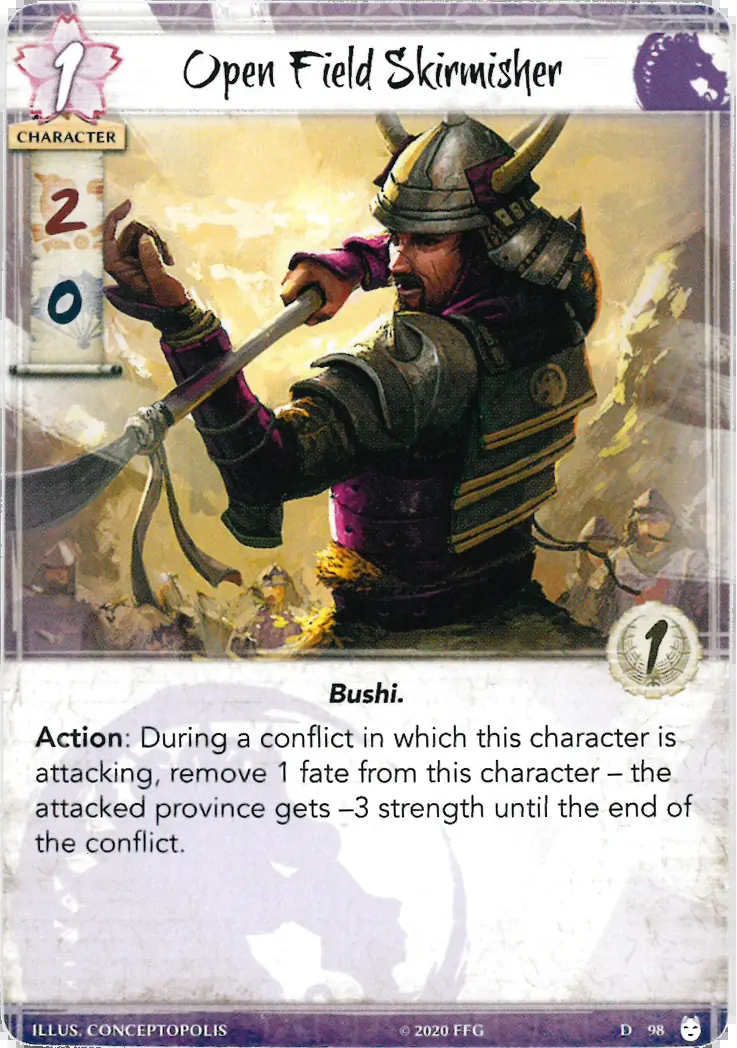 1
Open Field Skirmisher
CHARACTER
2
0
1
Bushi.
Action: During a conflict in which this character is
attacking, remove 1 fate from this character – the
attacked province gets –3 strength until the end of
the conflict.
ILLUS. CONCEPTOPOLIS
© 2020 FFG
D 98